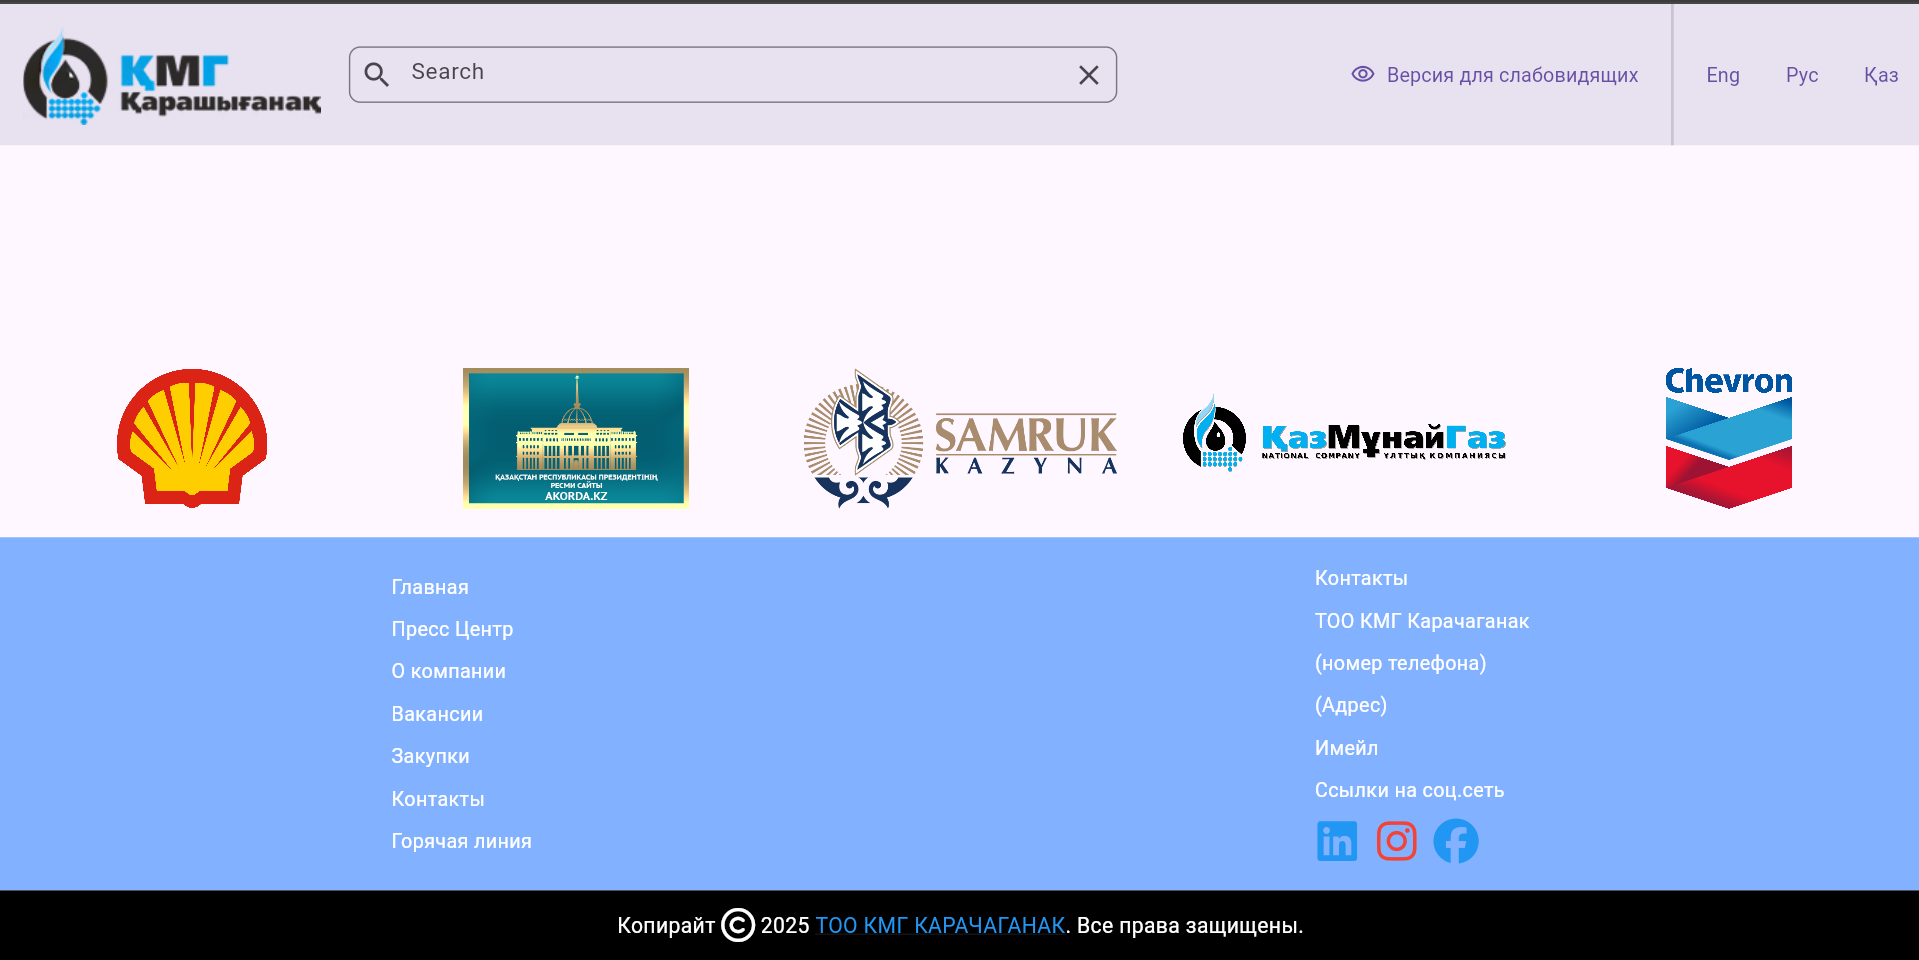 ҚМГ
Қарашығанақ
Search
Версия для слабовидящих
Eng
Рус
Қаз
ҚАЗАҚСТАН РЕСПУБЛИКАСЫ ПРЕЗИДЕНТІНІҢ
РЕСМИ САЙТЫ
AKORDA.KZ
SAMRUK
KAZYNA
ҚазМұнайГаз
NATIONAL COMPANY ҰЛТТЫҚ КОМПАНИЯСЫ
Chevron
Главная
Пресс Центр
О компании
Вакансии
Закупки
Контакты
Горячая линия
Контакты
ТОО КМГ Карачаганак
(номер телефона)
(Адрес)
Имейл
Ссылки на соц.сеть
in
Копирайт © 2025 ТОО КМГ КАРАЧАГАНАК. Все права защищены.